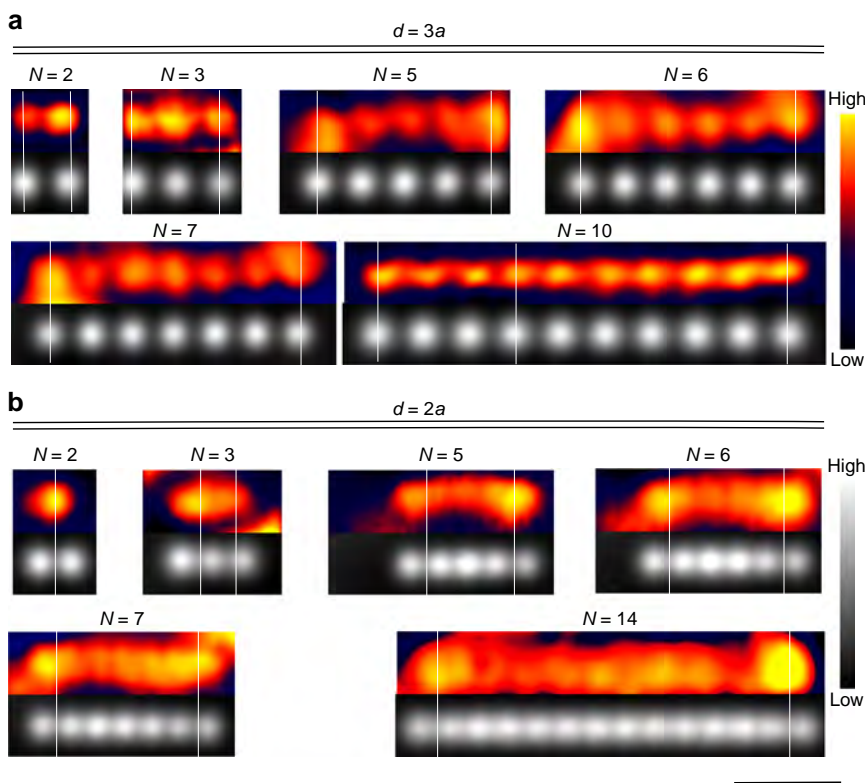 a
d = 3a
N = 2
N = 3
N = 5
N = 6
High
N = 7
N = 10
Low
b
d = 2a
N = 2
N = 3
N = 5
N = 6
High
N = 7
N = 14
Low